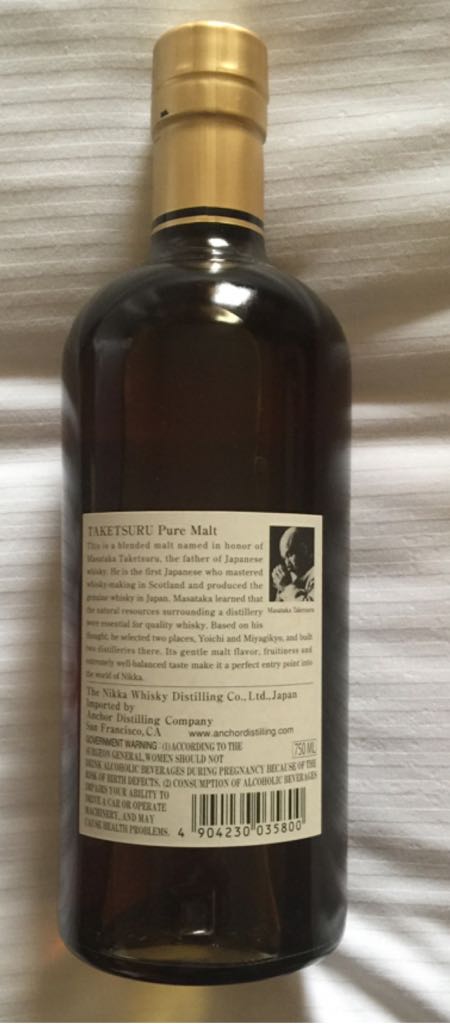 TAKETSURU Pure Malt
This is a blended malt named in honor of
Masataka Taketsuru, the father of Japanese
whisky. He is the first Japanese who mastered
whisky-making in Scotland and produced the
genuine whisky in Japan. Masataka learned that
the natural resources surrounding a distillery
were essential for quality whisky. Based on his
thought, he selected two places, Yoichi and Miyagikyo, and built
two distilleries there. Its gentle malt flavor, fruitiness and
extremely well-balanced taste make it a perfect entry point into
the world of Nikka.
Masataka Taketsuru
The Nikka Whisky Distilling Co., Ltd., Japan
Imported by
Anchor Distilling Company
San Francisco, CA www.anchordistilling.com
GOVERNMENT WARNING: (1) ACCORDING TO THE
SURGEON GENERAL, WOMEN SHOULD NOT
DRINK ALCOHOLIC BEVERAGES DURING PREGNANCY BECAUSE OF THE
RISK OF BIRTH DEFECTS. (2) CONSUMPTION OF ALCOHOLIC BEVERAGES
IMPAIRS YOUR ABILITY TO
DRIVE A CAR OR OPERATE
MACHINERY, AND MAY
CAUSE HEALTH PROBLEMS.
750 ML
4 904230 035800